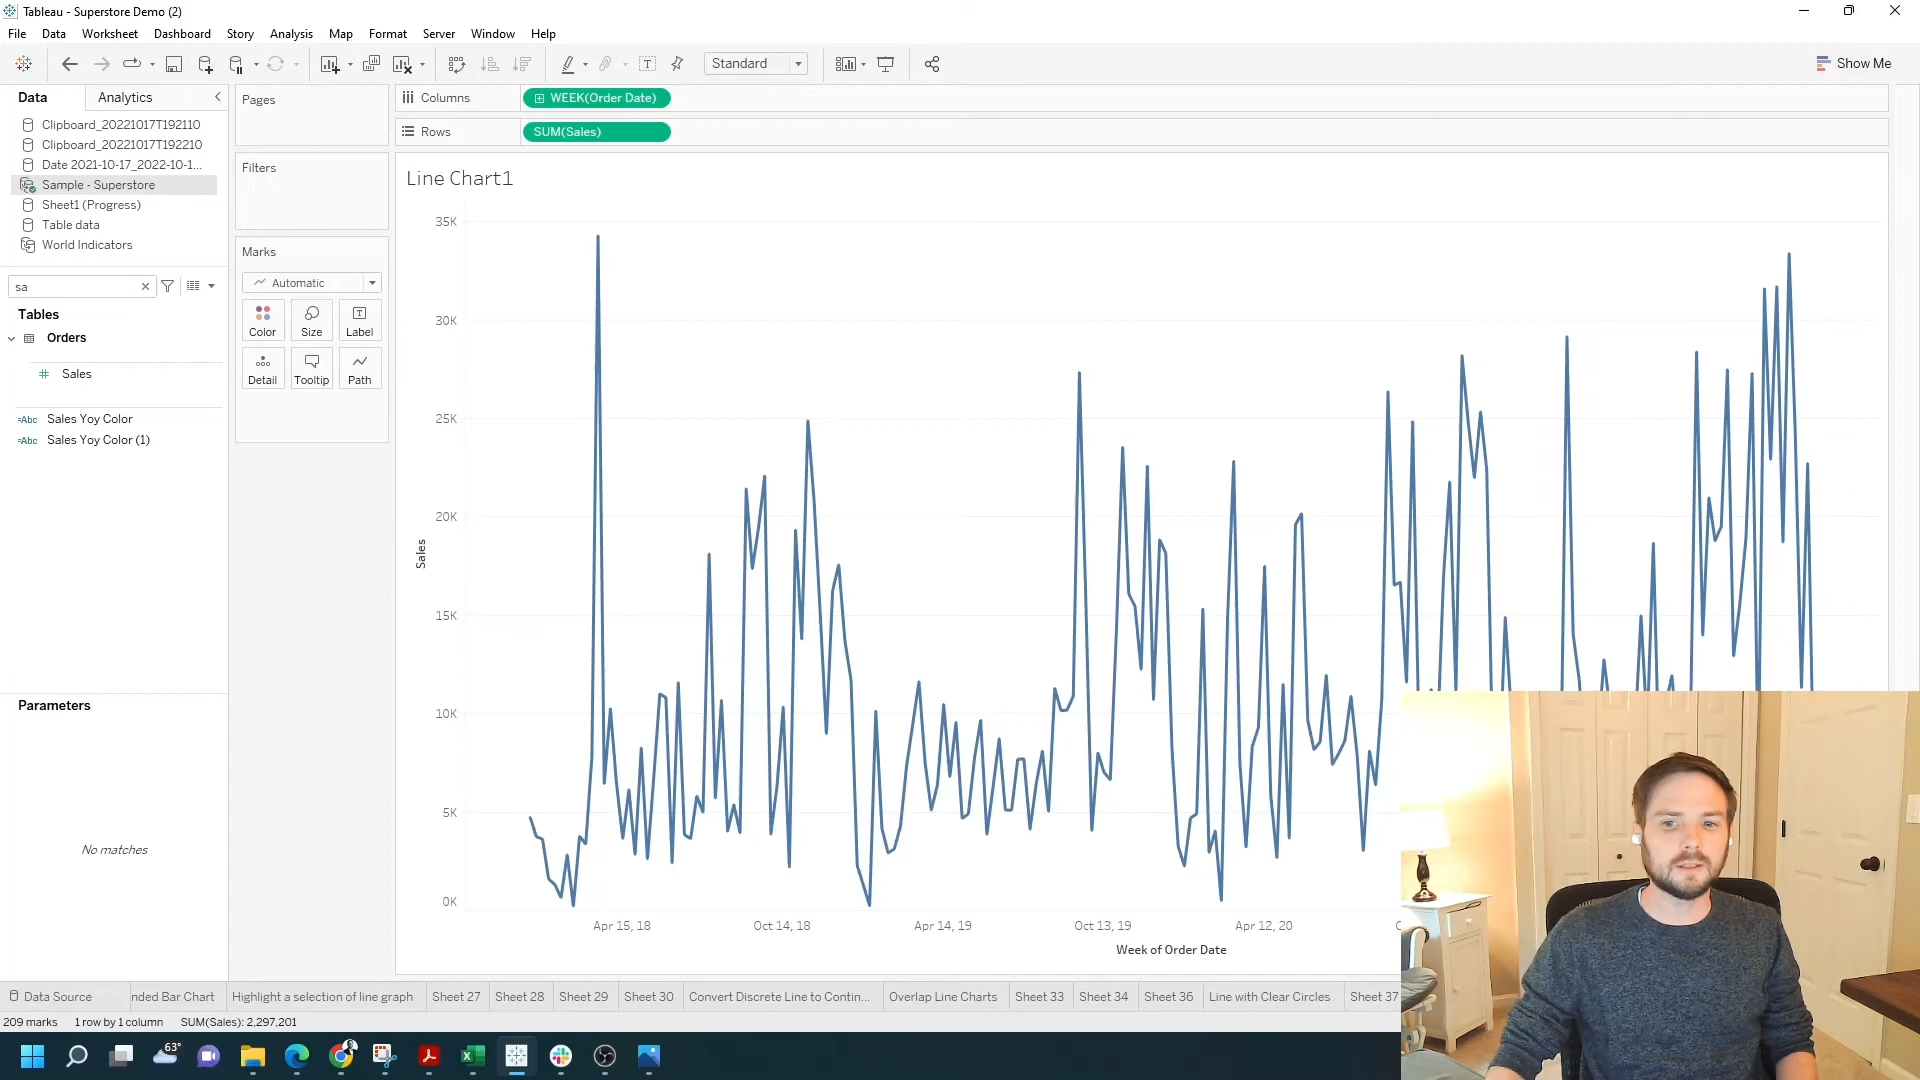 Tableau - Superstore Demo (2)
File Data Worksheet Dashboard Story Analysis Map Format Server Window Help
Standard
Show Me
Data Analytics
Pages
Columns WEEK(Order Date)
Rows SUM(Sales)
Clipboard_20221017T192110
Clipboard_20221017T192210
Date 2021-10-17_2022-10-1...
Sample - Superstore
Sheet1 (Progress)
Table data
World Indicators
sa
Tables
Orders
Sales
Abc Sales Yoy Color
Abc Sales Yoy Color (1)
Parameters
No matches
Filters
Marks
Automatic
Color Size Label
Detail Tooltip Path
Line Chart1
35K
30K
25K
20K
15K
10K
5K
0K
Sales
Apr 15, 18 Oct 14, 18 Apr 14, 19 Oct 13, 19 Apr 12, 20
Week of Order Date
Data Source nded Bar Chart Highlight a selection of line graph Sheet 27 Sheet 28 Sheet 29 Sheet 30 Convert Discrete Line to Contin... Overlap Line Charts Sheet 33 Sheet 34 Sheet 36 Line with Clear Circles Sheet 37
209 marks 1 row by 1 column SUM(Sales): 2,297,201
63°